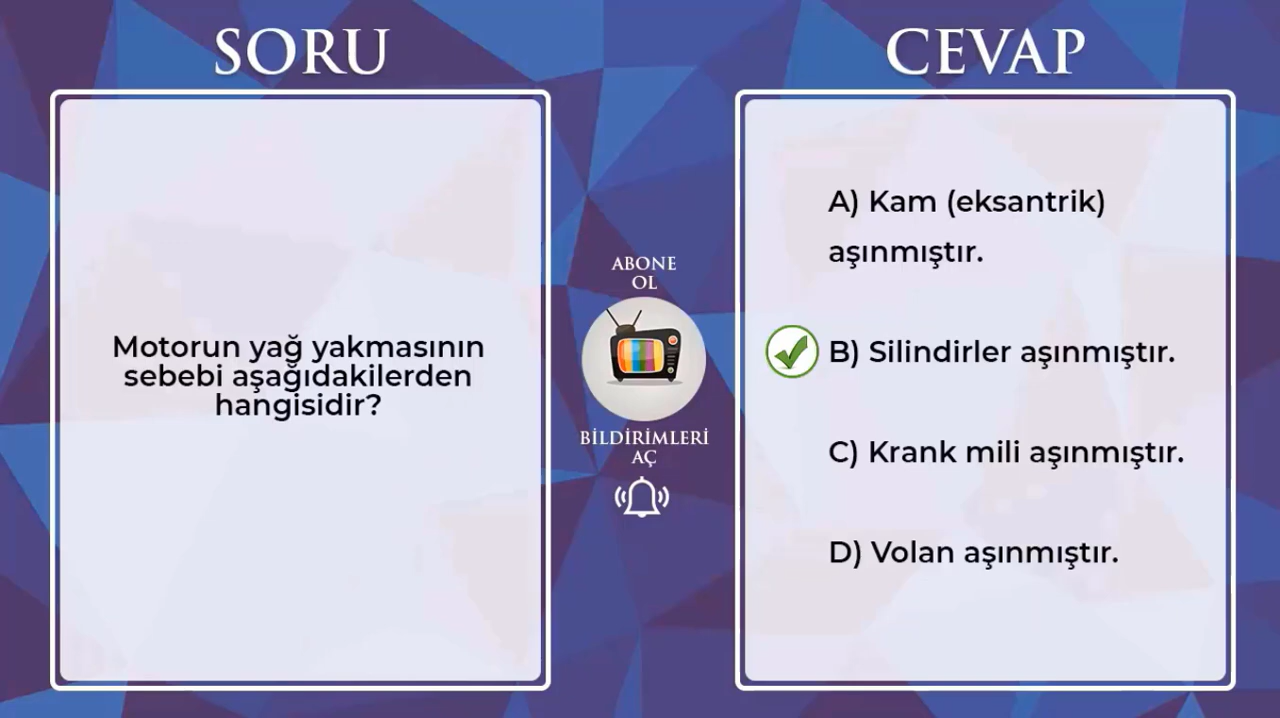 SORU
Motorun yağ yakmasının
sebebi aşağıdakilerden
hangisidir?
ABONE
OL
BİLDİRİMLERİ
AÇ
CEVAP
A) Kam (eksantrik)
aşınmıştır.
B) Silindirler aşınmıştır.
C) Krank mili aşınmıştır.
D) Volan aşınmıştır.